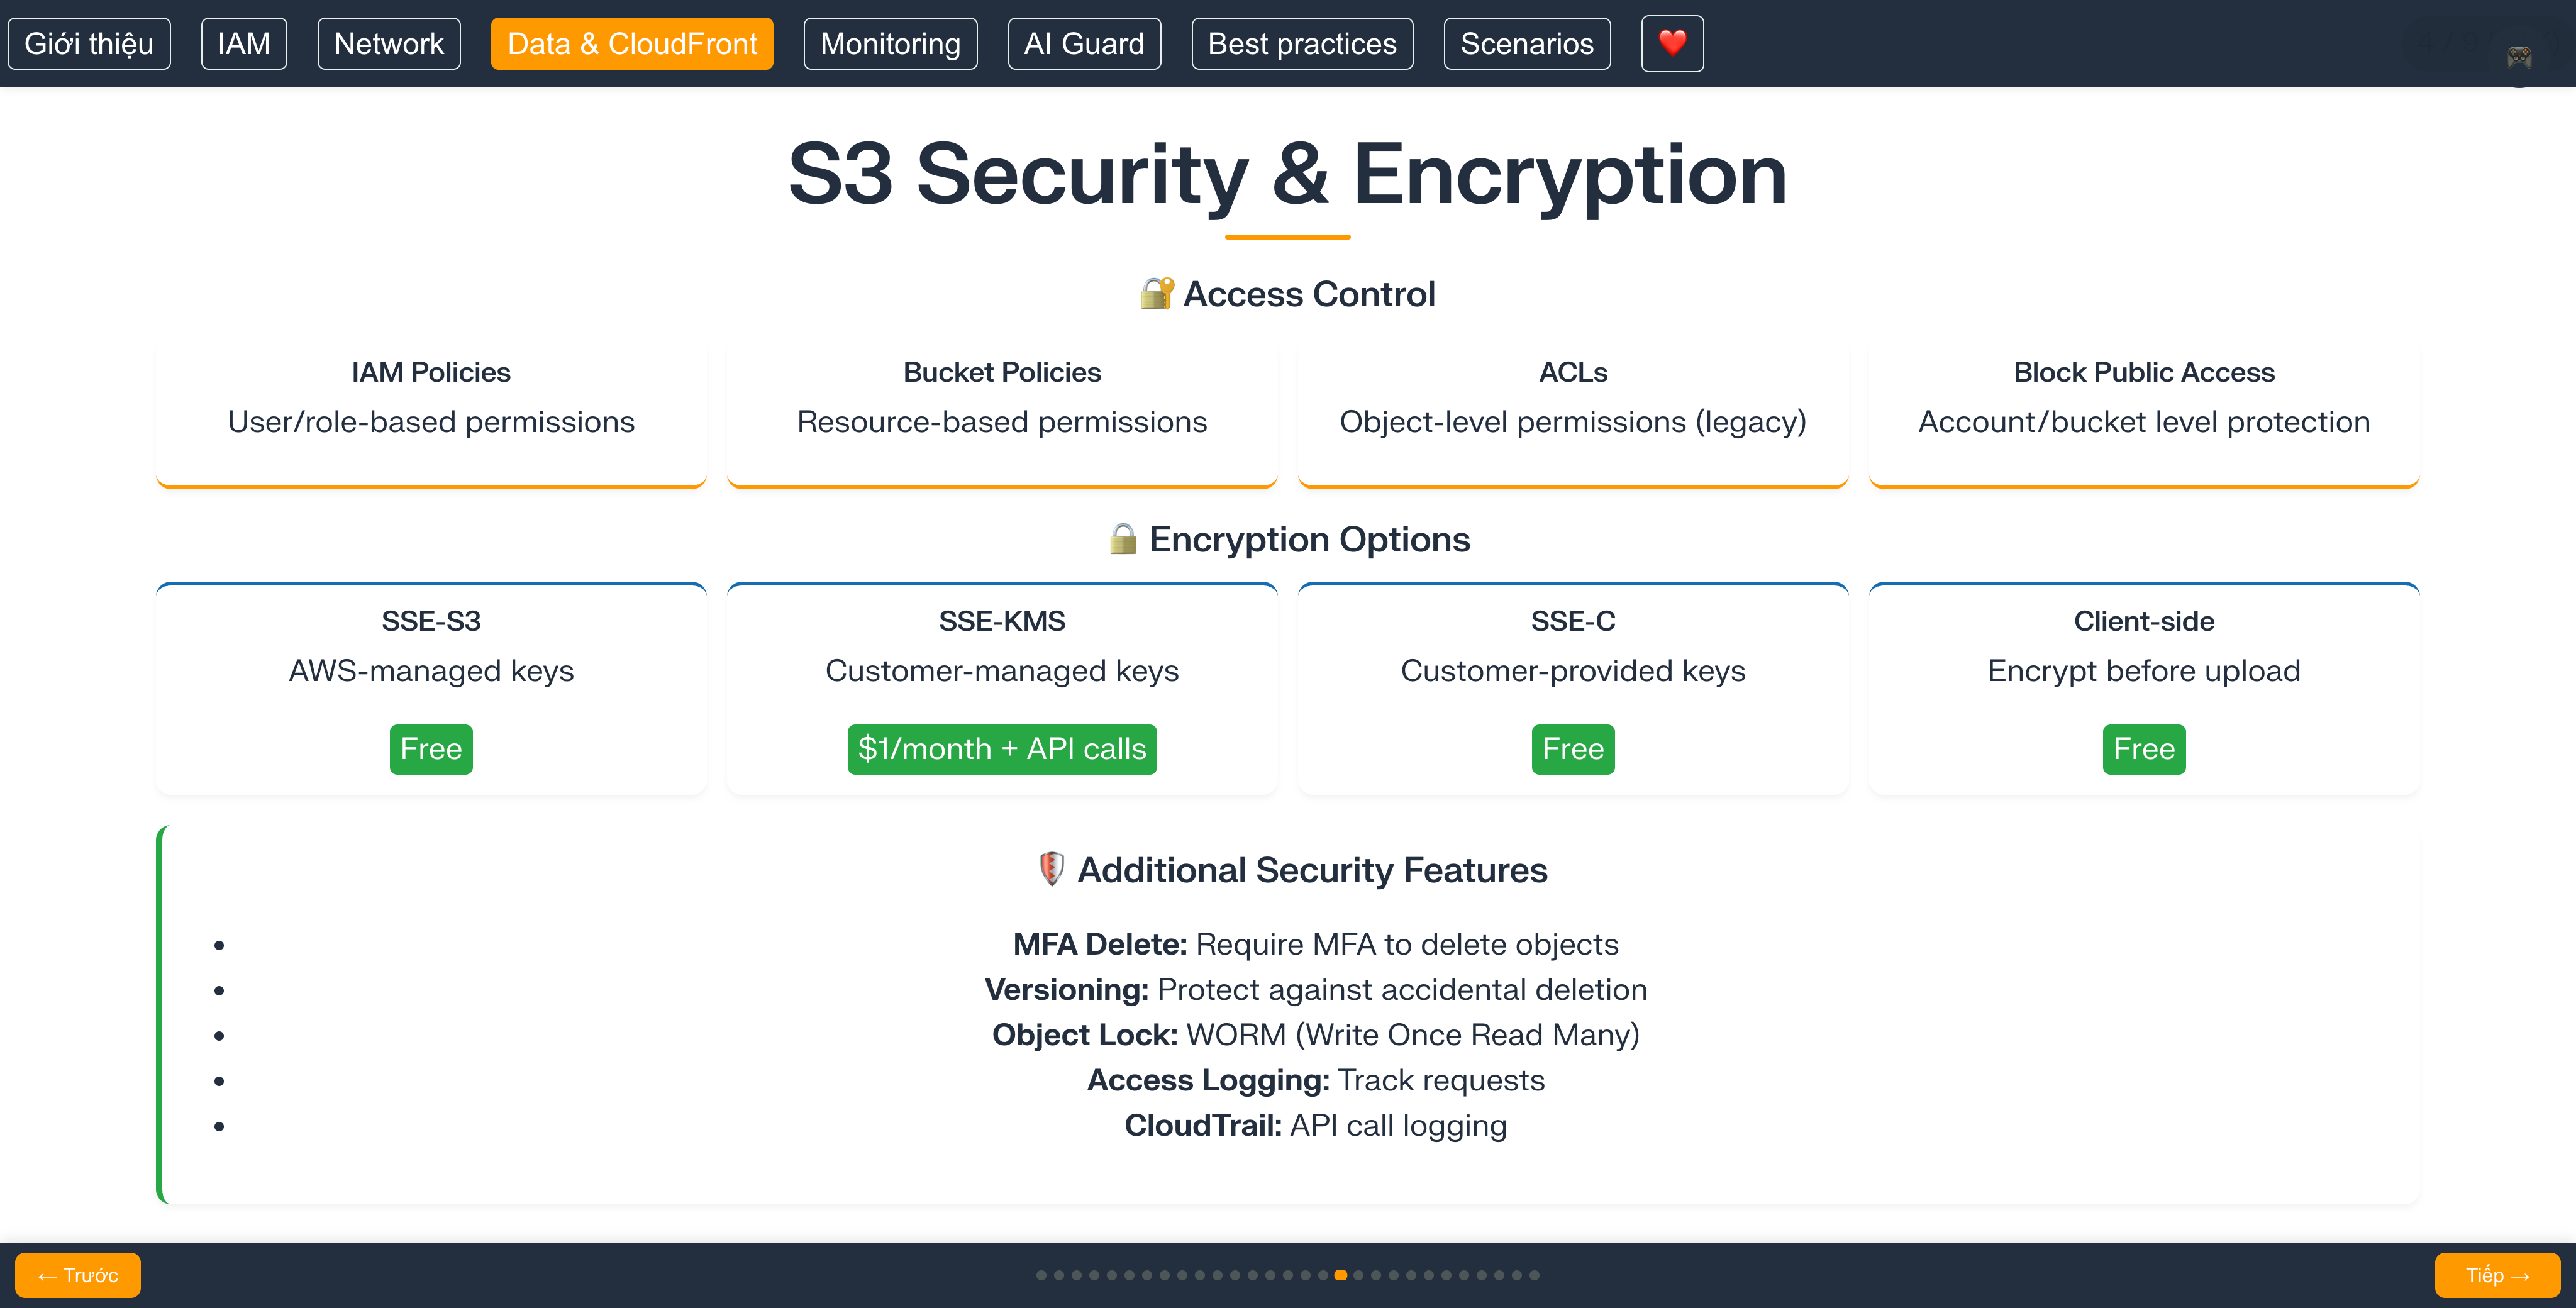 Giới thiệu
IAM
Network
Data & CloudFront
Monitoring
AI Guard
Best practices
Scenarios
S3 Security & Encryption
Access Control
IAM Policies
User/role-based permissions
Bucket Policies
Resource-based permissions
ACLs
Object-level permissions (legacy)
Block Public Access
Account/bucket level protection
Encryption Options
SSE-S3
AWS-managed keys
Free
SSE-KMS
Customer-managed keys
$1/month + API calls
SSE-C
Customer-provided keys
Free
Client-side
Encrypt before upload
Free
Additional Security Features
MFA Delete: Require MFA to delete objects
Versioning: Protect against accidental deletion
Object Lock: WORM (Write Once Read Many)
Access Logging: Track requests
CloudTrail: API call logging
← Trước
Tiếp →